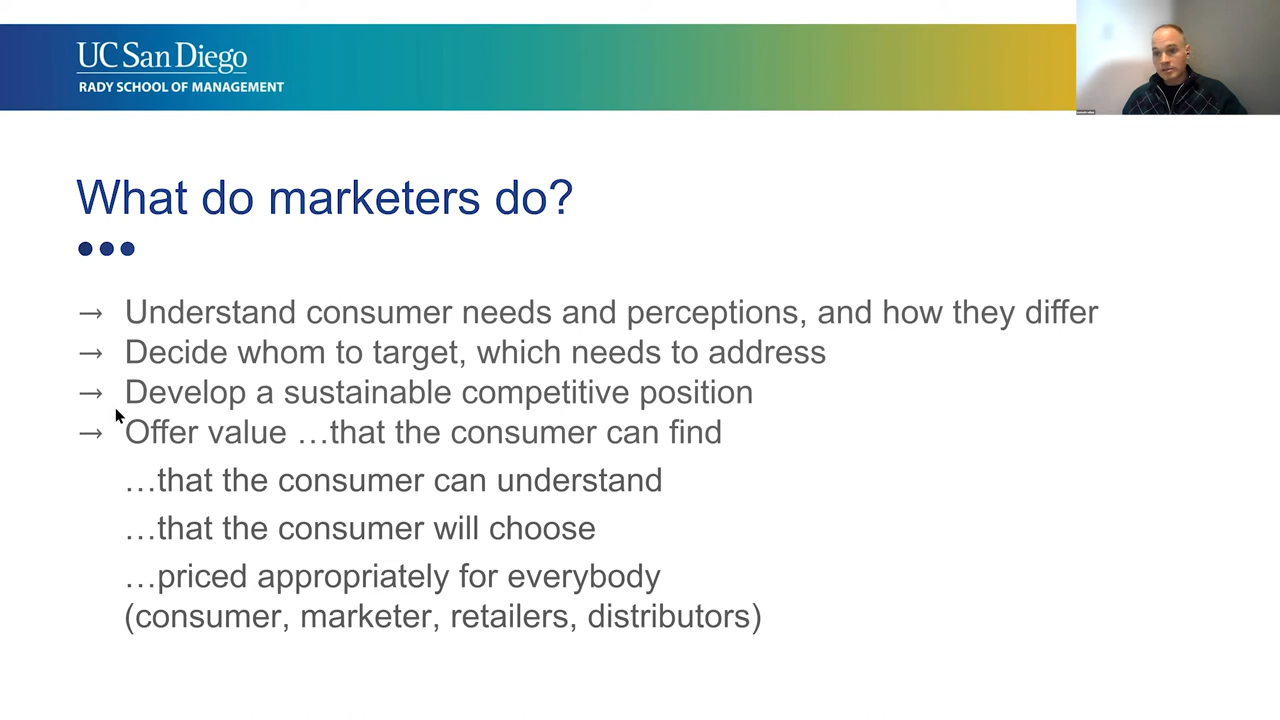 UC San Diego
RADY SCHOOL OF MANAGEMENT
What do marketers do?
→ Understand consumer needs and perceptions, and how they differ
→ Decide whom to target, which needs to address
→ Develop a sustainable competitive position
→ Offer value …that the consumer can find
…that the consumer can understand
…that the consumer will choose
…priced appropriately for everybody
(consumer, marketer, retailers, distributors)